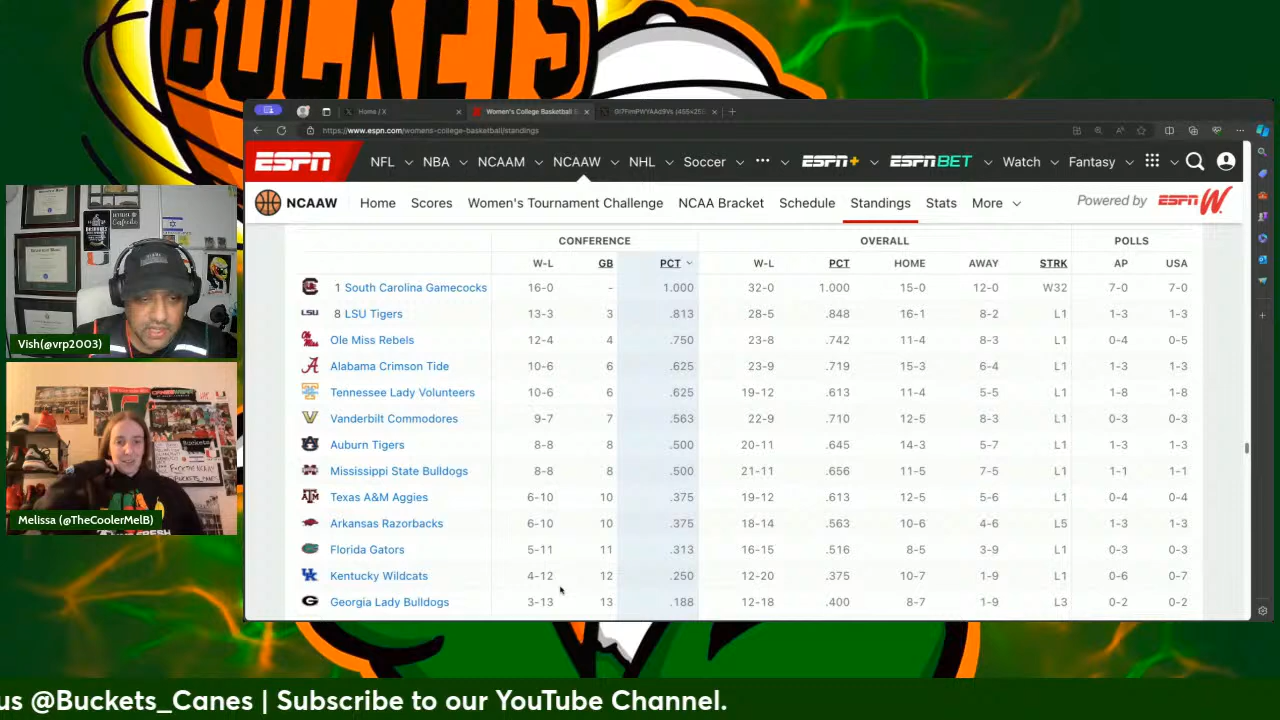 BUCKETS
Home / X
Women's College Basketball S
https://www.espn.com/womens-college-basketball/standings
ESPN NFL NBA NCAAM NCAAW NHL Soccer ••• ESPN+ ESPN BET Watch Fantasy
NCAAW Home Scores Women's Tournament Challenge NCAA Bracket Schedule Standings Stats More Powered by ESPN W
CONFERENCE OVERALL POLLS
W-L GB PCT W-L PCT HOME AWAY STRK AP USA
1 South Carolina Gamecocks 16-0 - 1.000 32-0 1.000 15-0 12-0 W32 7-0 7-0
LSU 8 LSU Tigers 13-3 3 .813 28-5 .848 16-1 8-2 L1 1-3 1-3
Ole Miss Ole Miss Rebels 12-4 4 .750 23-8 .742 11-4 8-3 L1 0-4 0-5
Alabama Crimson Tide 10-6 6 .625 23-9 .719 15-3 6-4 L1 1-3 1-3
Tennessee Lady Volunteers 10-6 6 .625 19-12 .613 11-4 5-5 L1 1-8 1-8
Vanderbilt Commodores 9-7 7 .563 22-9 .710 12-5 8-3 L1 0-3 0-3
Auburn Tigers 8-8 8 .500 20-11 .645 14-3 5-7 L1 1-3 1-3
Mississippi State Bulldogs 8-8 8 .500 21-11 .656 11-5 7-5 L1 1-1 1-1
Texas A&M Aggies 6-10 10 .375 19-12 .613 12-5 5-6 L1 0-4 0-4
Arkansas Razorbacks 6-10 10 .375 18-14 .563 10-6 4-6 L5 1-3 1-3
Florida Gators 5-11 11 .313 16-15 .516 8-5 3-9 L1 0-3 0-3
Kentucky Wildcats 4-12 12 .250 12-20 .375 10-7 1-9 L1 0-6 0-7
Georgia Lady Bulldogs 3-13 13 .188 12-18 .400 8-7 1-9 L3 0-2 0-2
Vish(@vrp2003)
Melissa (@TheCoolerMelB)
us @Buckets_Canes | Subscribe to our YouTube Channel.